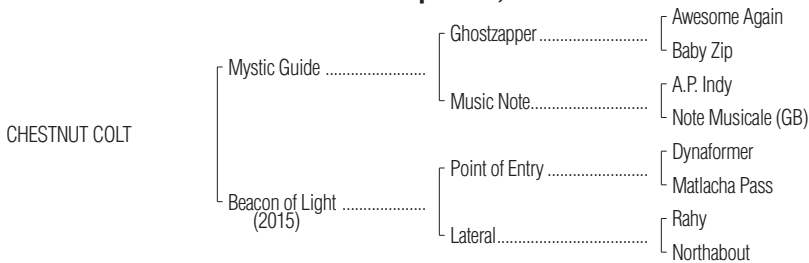 Awesome Again
Ghostzapper ..........................
Baby Zip
Mystic Guide ........................
A.P. Indy
Music Note............................
Note Musicale (GB)
CHESTNUT COLT
Dynaformer
Point of Entry ........................
Matlacha Pass
Beacon of Light ....................
(2015)
Rahy
Lateral....................................
Northabout